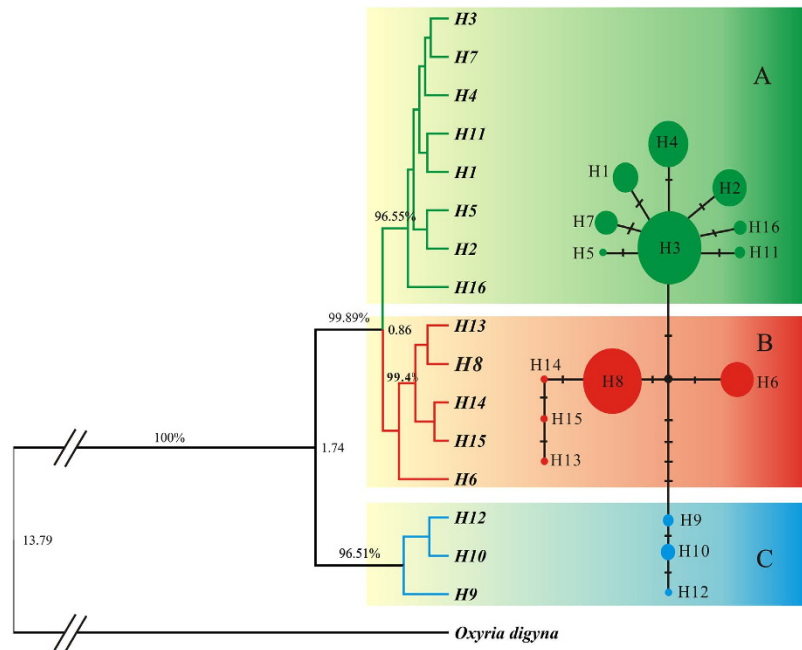 H3
H7
H4
H11
H1
H5
H2
H16
H13
H8
H14
H15
H6
H12
H10
H9
Oxyria digyna
96.55%
99.89%
0.86
99.4%
100%
1.74
96.51%
13.79
A
H4
H1
H2
H7
H16
H3
H5
H11
B
H14
H8
H6
H15
H13
C
H9
H10
H12